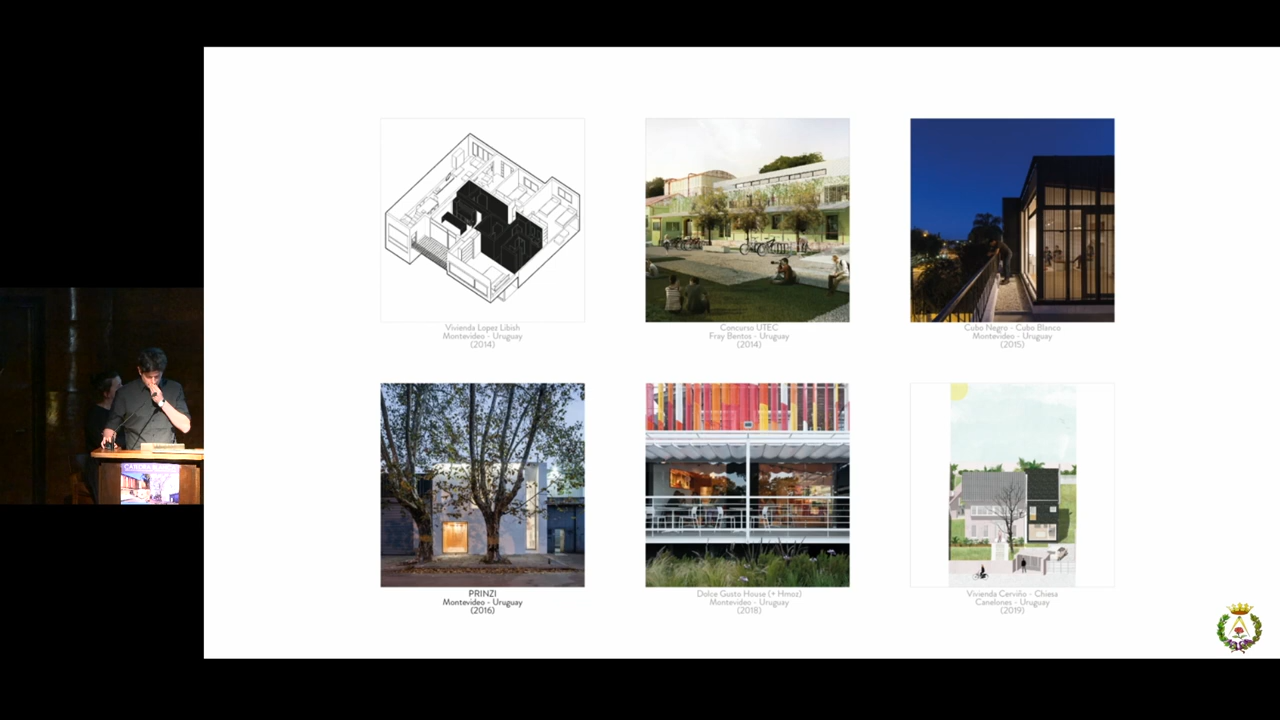 Vivienda Lopez Libish
Montevideo - Uruguay
(2014)
Concurso UTEC
Fray Bentos - Uruguay
(2014)
Cubo Negro - Cubo Blanco
Montevideo - Uruguay
(2015)
PRINZI
Montevideo - Uruguay
(2016)
Dolce Gusto House (+ Hmoz)
Montevideo - Uruguay
(2018)
Vivienda Cerviño - Chiesa
Canelones - Uruguay
(2019)